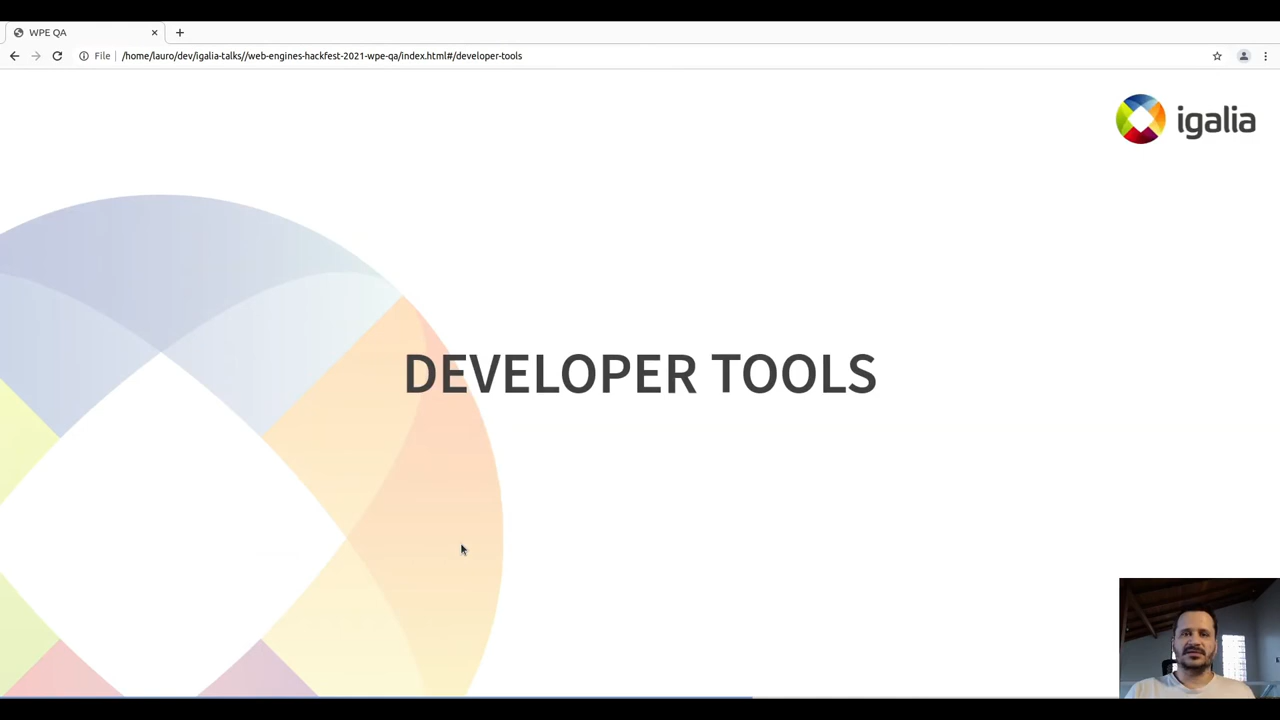 WPE QA
File
/home/lauro/dev/igalia-talks//web-engines-hackfest-2021-wpe-qa/index.html#/developer-tools
igalia
DEVELOPER TOOLS